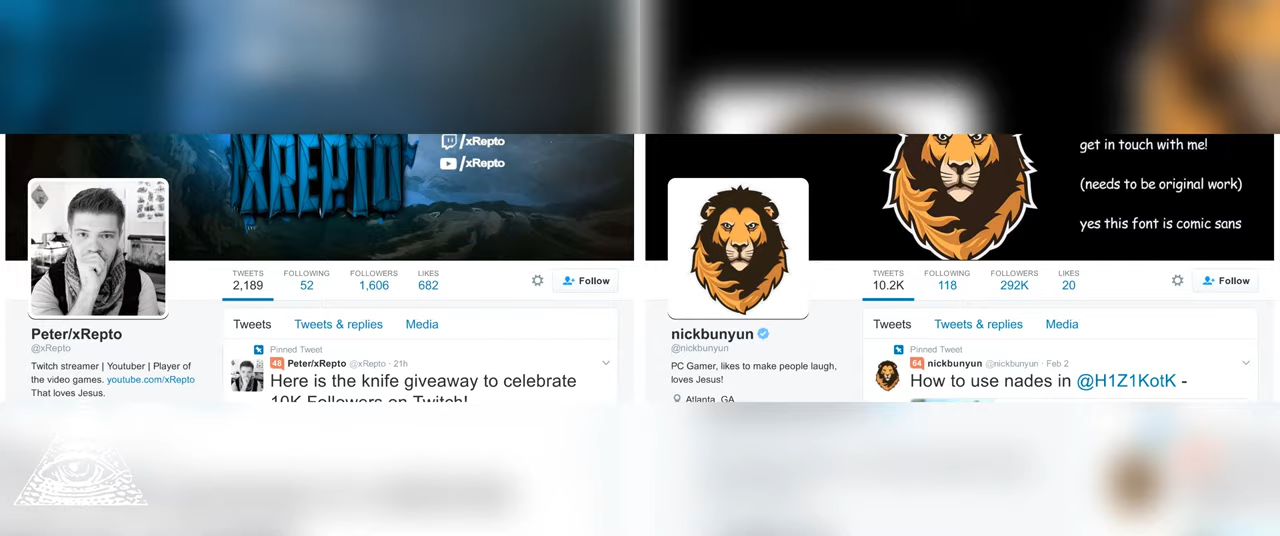 /xRepto
XREPTO
/xRepto
TWEETS FOLLOWING FOLLOWERS LIKES
2,189 52 1,606 682
Follow
Tweets Tweets & replies Media
Peter/xRepto
@xRepto
Twitch streamer | Youtuber | Player of
the video games. youtube.com/xRepto
That loves Jesus.
Pinned Tweet
48 Peter/xRepto @xRepto · 21h
Here is the knife giveaway to celebrate
10K Followers on Twitch!
get in touch with me!
(needs to be original work)
yes this font is comic sans
TWEETS FOLLOWING FOLLOWERS LIKES
10.2K 118 292K 20
Follow
Tweets Tweets & replies Media
nickbunyun
@nickbunyun
PC Gamer, likes to make people laugh,
loves Jesus!
Atlanta, GA
Pinned Tweet
64 nickbunyun @nickbunyun · Feb 2
How to use nades in @H1Z1KotK -